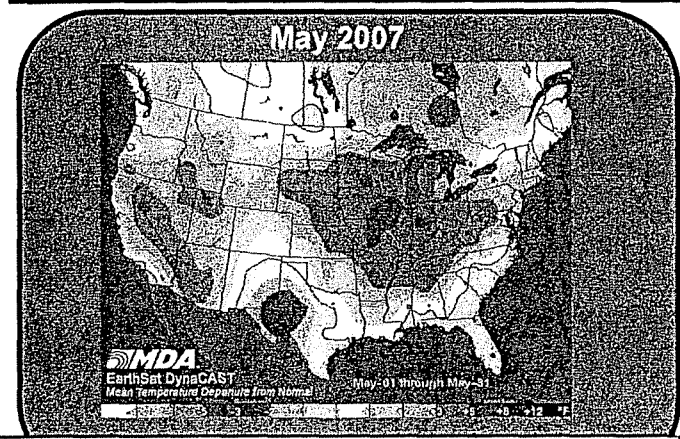 May 2007
MDA
EarthSat DynaCAST
Mean Temperature Departure from Normal
May-01 through May-31
+8 +12 °F